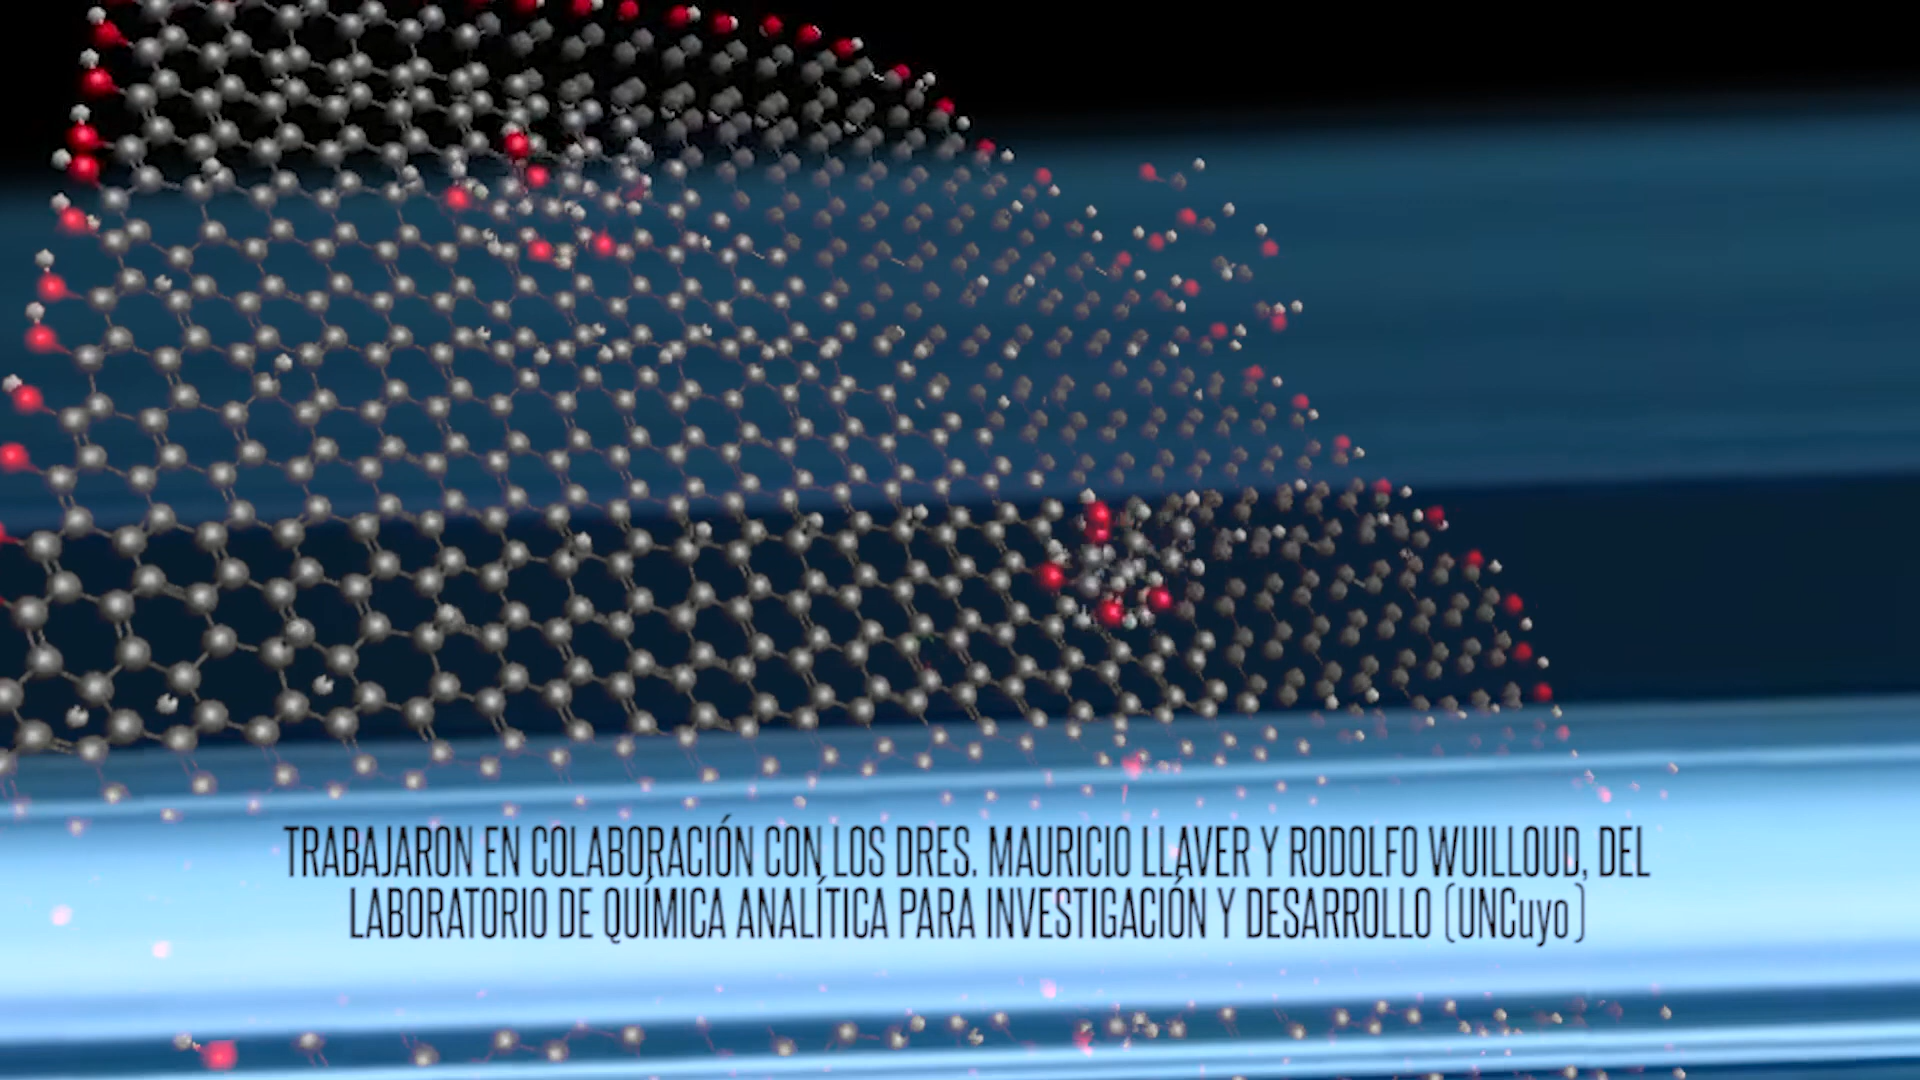 TRABAJARON EN COLABORACIÓN CON LOS DRES. MAURICIO LLAVER Y RODOLFO WUILLOUD, DEL
LABORATORIO DE QUÍMICA ANALÍTICA PARA INVESTIGACIÓN Y DESARROLLO (UNCuyo)